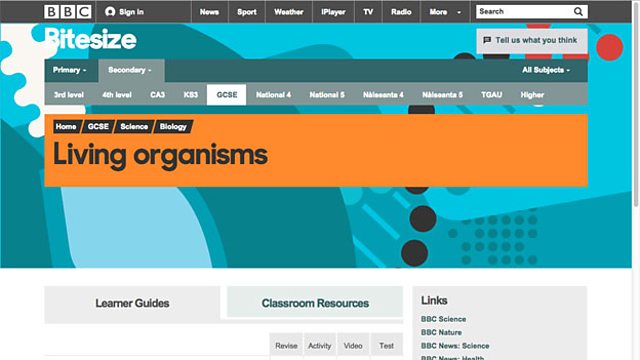 BBC Sign in News Sport Weather iPlayer TV Radio More Search
Bitesize
Tell us what you think
Primary Secondary All Subjects
3rd level 4th level CA3 KS3 GCSE National 4 National 5 Nàiseanta 4 Nàiseanta 5 TGAU Higher
Home GCSE Science Biology
Living organisms
Learner Guides Classroom Resources Links
BBC Science
BBC Nature
Revise Activity Video Test BBC News: Science
BBC News: Health